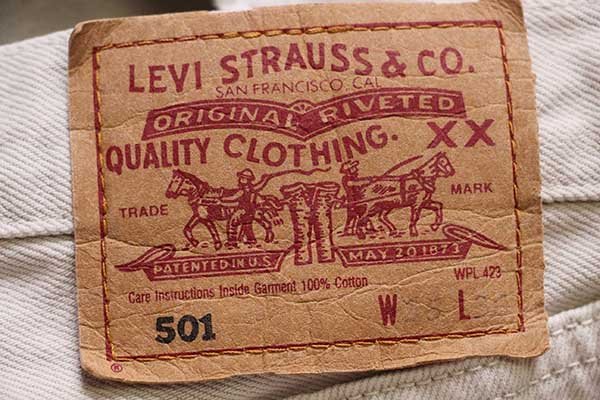 LEVI STRAUSS & CO.
SAN FRANCISCO CAL
ORIGINAL RIVETED
QUALITY CLOTHING. XX
TRADE MARK
PATENTED IN U.S. MAY 20 1873
WPL 423
Care Instructions Inside Garment 100% Cotton
501 W L
®